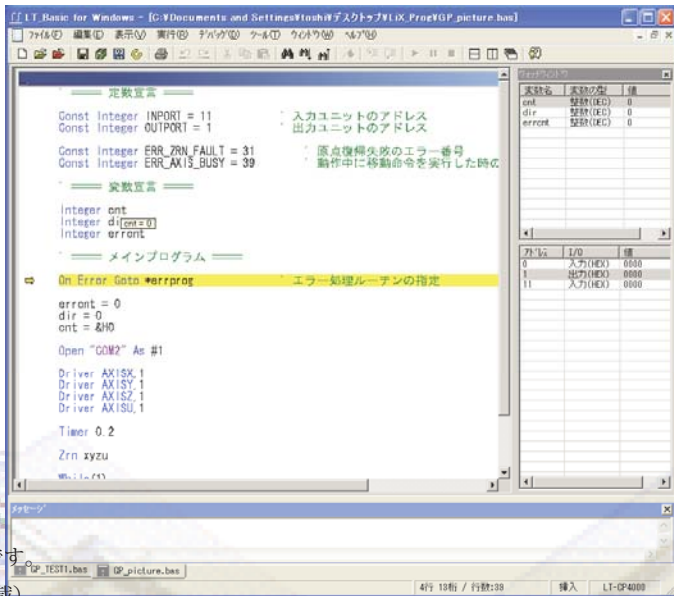 LT_Basic for Windows - [C:¥Documents and Settings¥toshi¥デスクトップ¥LiX_Prog¥GP_picture.bas]
ファイル(F) 編集(E) 表示(V) 実行(R) デバッグ(D) ツール(T) ウィンドウ(W) ヘルプ(H)
' ═══ 定数宣言 ═══
Const Integer INPORT = 11 ' 入力ユニットのアドレス
Const Integer OUTPORT = 1 ' 出力ユニットのアドレス
Const Integer ERR_ZRN_FAULT = 31 ' 原点復帰失敗のエラー番号
Const Integer ERR_AXIS_BUSY = 39 ' 動作中に移動命令を実行した時の
' ═══ 変数宣言 ═══
Integer cnt
Integer di cnt = 0
Integer errcnt
' ═══ メインプログラム ═══
On Error Goto *errprog ' エラー処理ルーチンの指定
errcnt = 0
dir = 0
cnt = &H0
Open "COM2" As #1
Driver AXISX,1
Driver AXISY,1
Driver AXISZ,1
Driver AXISU,1
Timer 0.2
Zrn xyzu
While(1)
ウォッチウィンドウ
変数名 変数の型 値
cnt 整数(DEC) 0
dir 整数(DEC) 0
errcnt 整数(DEC) 0
アドレス I/O 値
0 入力(HEX) 0000
1 出力(HEX) 0000
11 入力(HEX) 0000
メッセージ
です。
GP_TEST1.bas GP_picture.bas
4行 13桁 / 行数:39 挿入 LT-CP4000